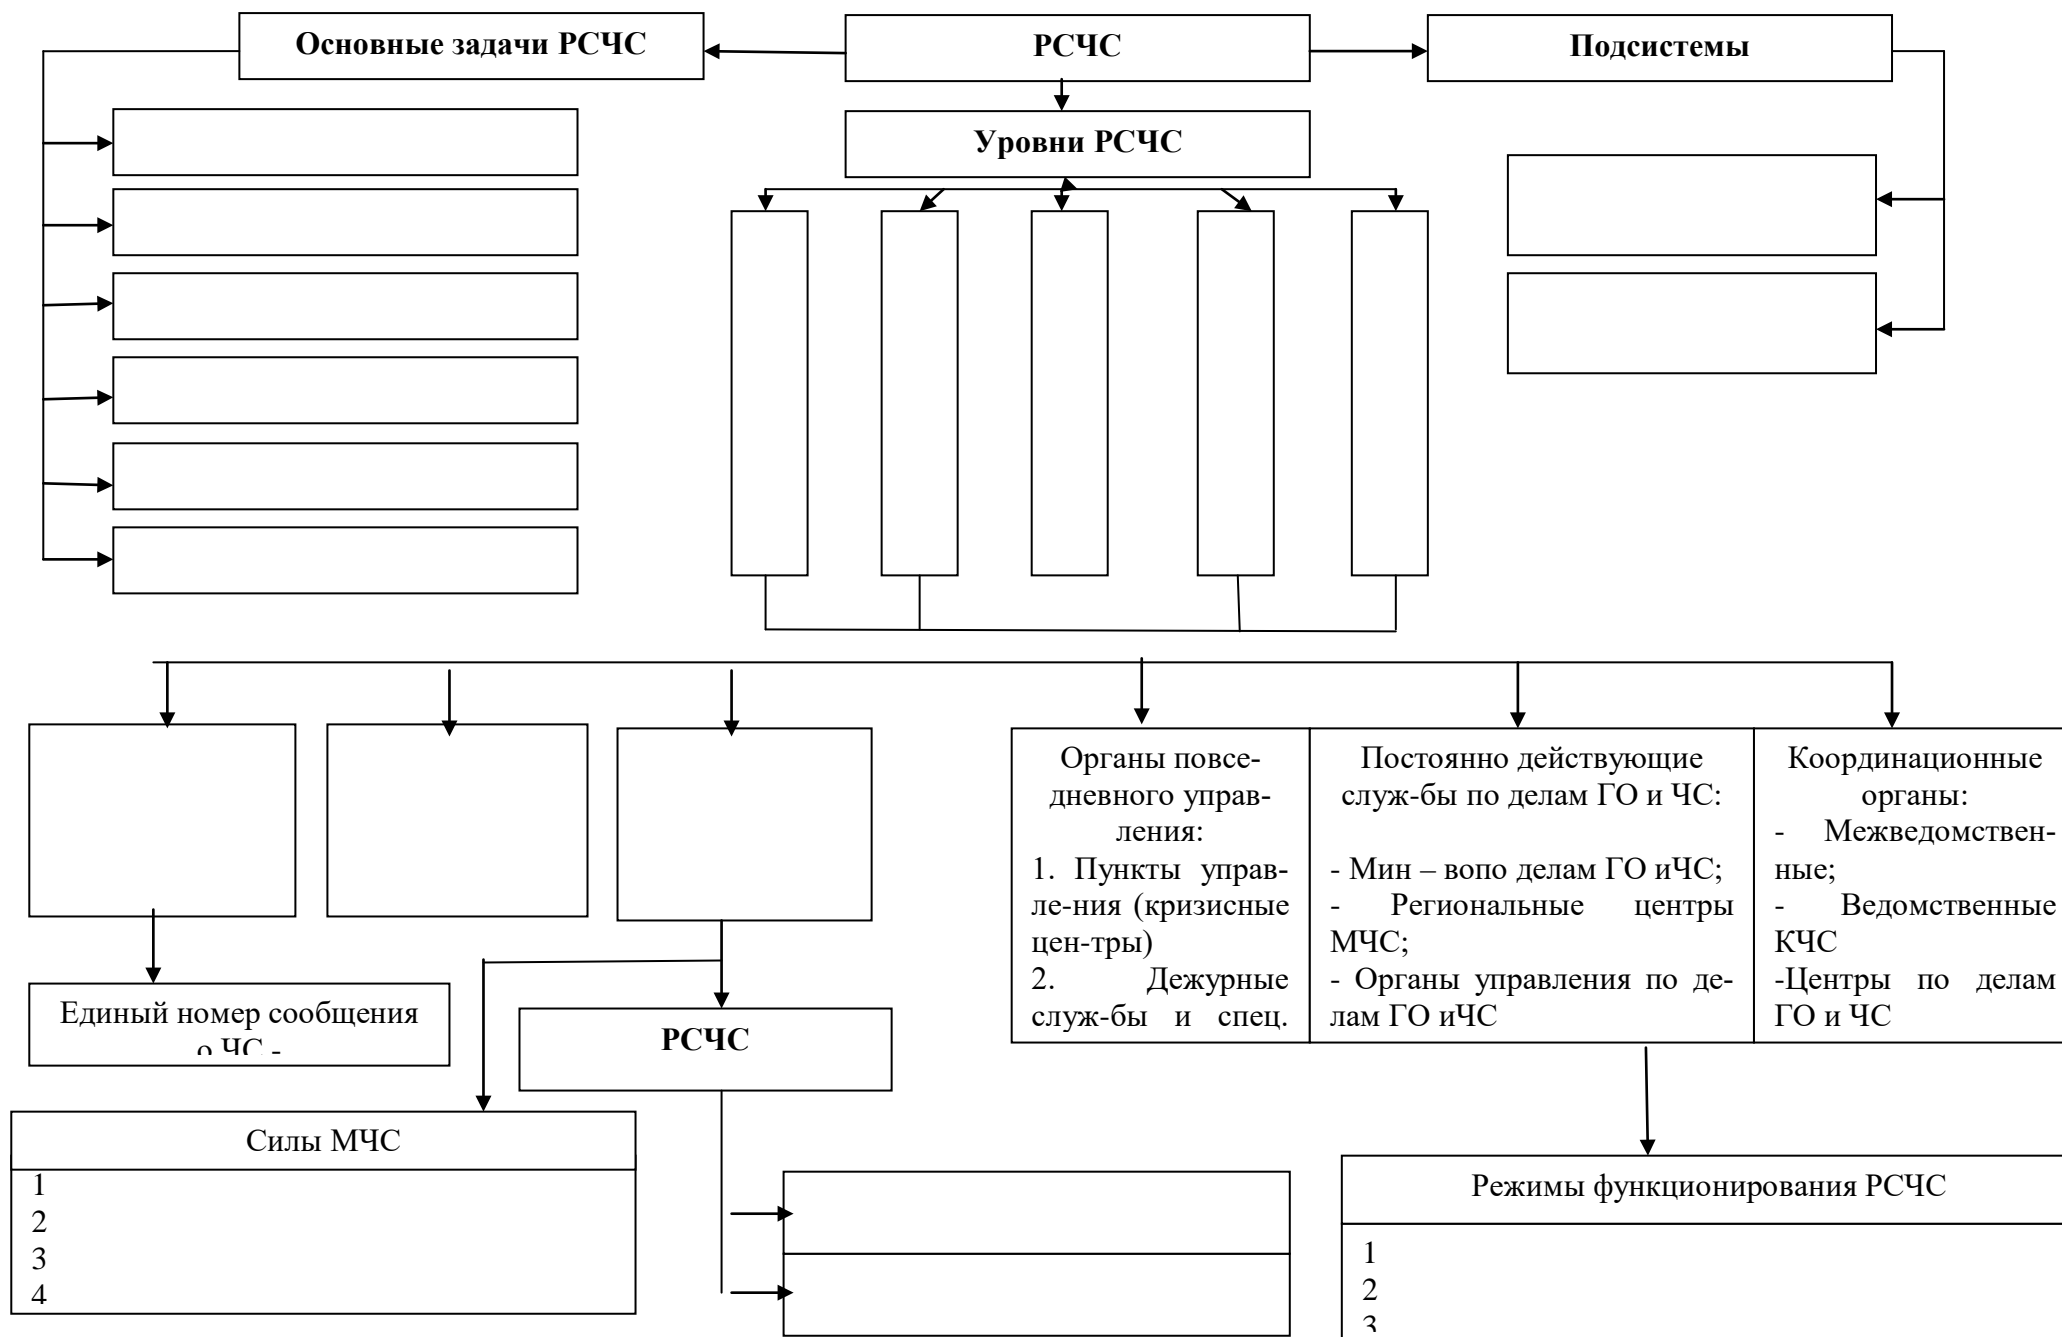 Основные задачи РСЧС
РСЧС
Подсистемы
Уровни РСЧС
Органы повсе-
дневного управ-
ления:
1. Пункты управ-
ле-ния (кризисные
цен-тры)
2. Дежурные
служ-бы и спец.
Постоянно действующие
служ-бы по делам ГО и ЧС:
- Мин – вопо делам ГО иЧС;
- Региональные центры
МЧС;
- Органы управления по де-
лам ГО иЧС
Координационные
органы:
- Межведомствен-
ные;
- Ведомственные
КЧС
-Центры по делам
ГО и ЧС
Единый номер сообщения
о ЧС -
РСЧС
Силы МЧС
1
2
3
4
Режимы функционирования РСЧС
1
2
3